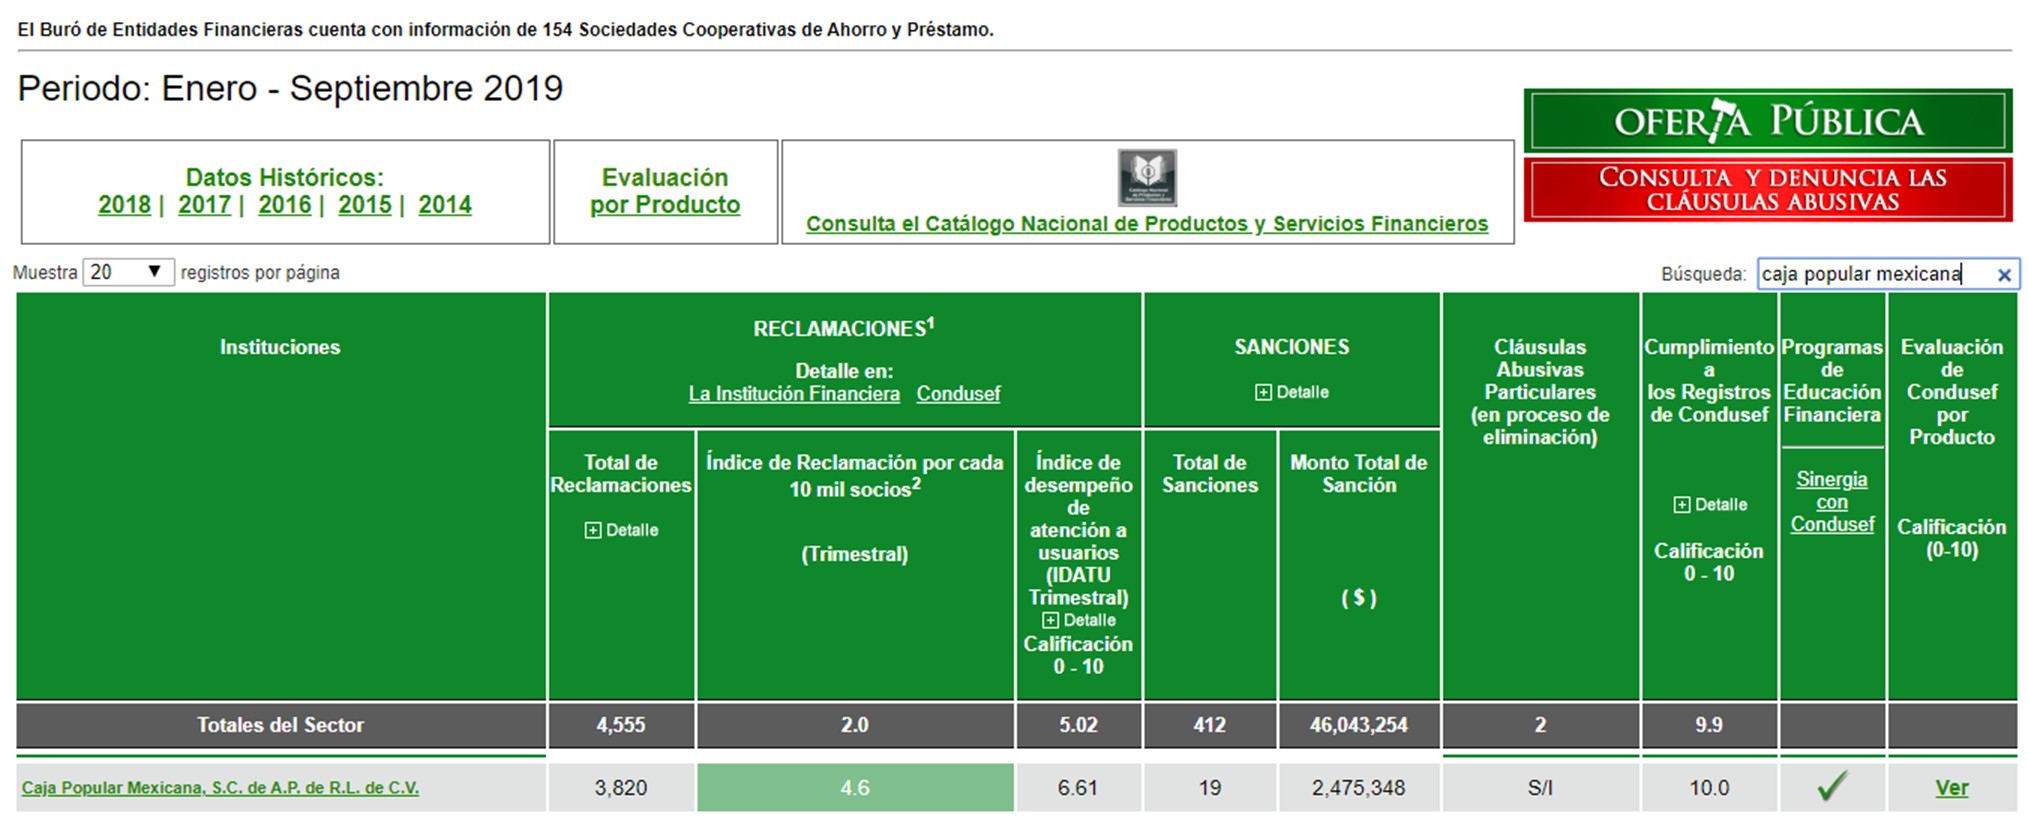 El Buró de Entidades Financieras cuenta con información de 154 Sociedades Cooperativas de Ahorro y Préstamo.
Periodo: Enero - Septiembre 2019
OFERTA PÚBLICA
CONSULTA Y DENUNCIA LAS
CLÁUSULAS ABUSIVAS
Datos Históricos:
2018 | 2017 | 2016 | 2015 | 2014
Evaluación
por Producto
Consulta el Catálogo Nacional de Productos y Servicios Financieros
Muestra 20 ▼ registros por página
Búsqueda: caja popular mexicana ×
Instituciones
RECLAMACIONES1
Detalle en:
La Institución Financiera Condusef
Total de
Reclamaciones
+ Detalle
Índice de Reclamación por cada
10 mil socios2
(Trimestral)
Índice de
desempeño
de
atención a
usuarios
(IDATU
Trimestral)
+ Detalle
Calificación
0 - 10
SANCIONES
+ Detalle
Total de
Sanciones
Monto Total de
Sanción
( $ )
Cláusulas
Abusivas
Particulares
(en proceso de
eliminación)
Cumplimiento
a
los Registros
de Condusef
+ Detalle
Calificación
0 - 10
Programas
de
Educación
Financiera
Sinergia
con
Condusef
Evaluación
de
Condusef
por
Producto
Calificación
(0-10)
Totales del Sector 4,555 2.0 5.02 412 46,043,254 2 9.9
Caja Popular Mexicana, S.C. de A.P. de R.L. de C.V. 3,820 4.6 6.61 19 2,475,348 S/I 10.0 ✓ Ver